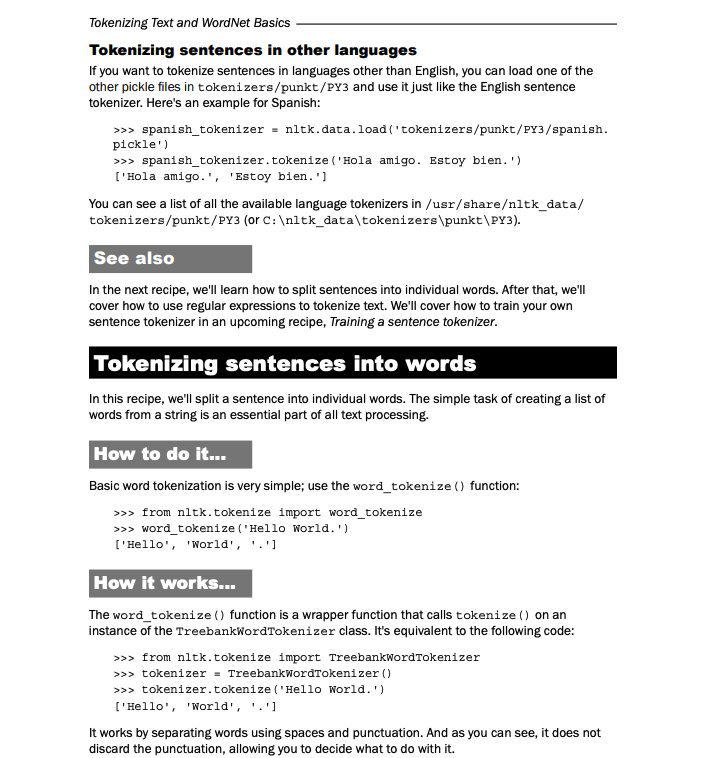 Tokenizing Text and WordNet Basics
Tokenizing sentences in other languages
If you want to tokenize sentences in languages other than English, you can load one of the
other pickle files in tokenizers/punkt/PY3 and use it just like the English sentence
tokenizer. Here's an example for Spanish:
>>> spanish_tokenizer = nltk.data.load('tokenizers/punkt/PY3/spanish.
pickle')
>>> spanish_tokenizer.tokenize('Hola amigo. Estoy bien.')
['Hola amigo.', 'Estoy bien.']
You can see a list of all the available language tokenizers in /usr/share/nltk_data/
tokenizers/punkt/PY3 (or C:\nltk_data\tokenizers\punkt\PY3).
See also
In the next recipe, we'll learn how to split sentences into individual words. After that, we'll
cover how to use regular expressions to tokenize text. We'll cover how to train your own
sentence tokenizer in an upcoming recipe, Training a sentence tokenizer.
Tokenizing sentences into words
In this recipe, we'll split a sentence into individual words. The simple task of creating a list of
words from a string is an essential part of all text processing.
How to do it...
Basic word tokenization is very simple; use the word_tokenize() function:
>>> from nltk.tokenize import word_tokenize
>>> word_tokenize('Hello World.')
['Hello', 'World', '.']
How it works...
The word_tokenize() function is a wrapper function that calls tokenize() on an
instance of the TreebankWordTokenizer class. It's equivalent to the following code:
>>> from nltk.tokenize import TreebankWordTokenizer
>>> tokenizer = TreebankWordTokenizer()
>>> tokenizer.tokenize('Hello World.')
['Hello', 'World', '.']
It works by separating words using spaces and punctuation. And as you can see, it does not
discard the punctuation, allowing you to decide what to do with it.